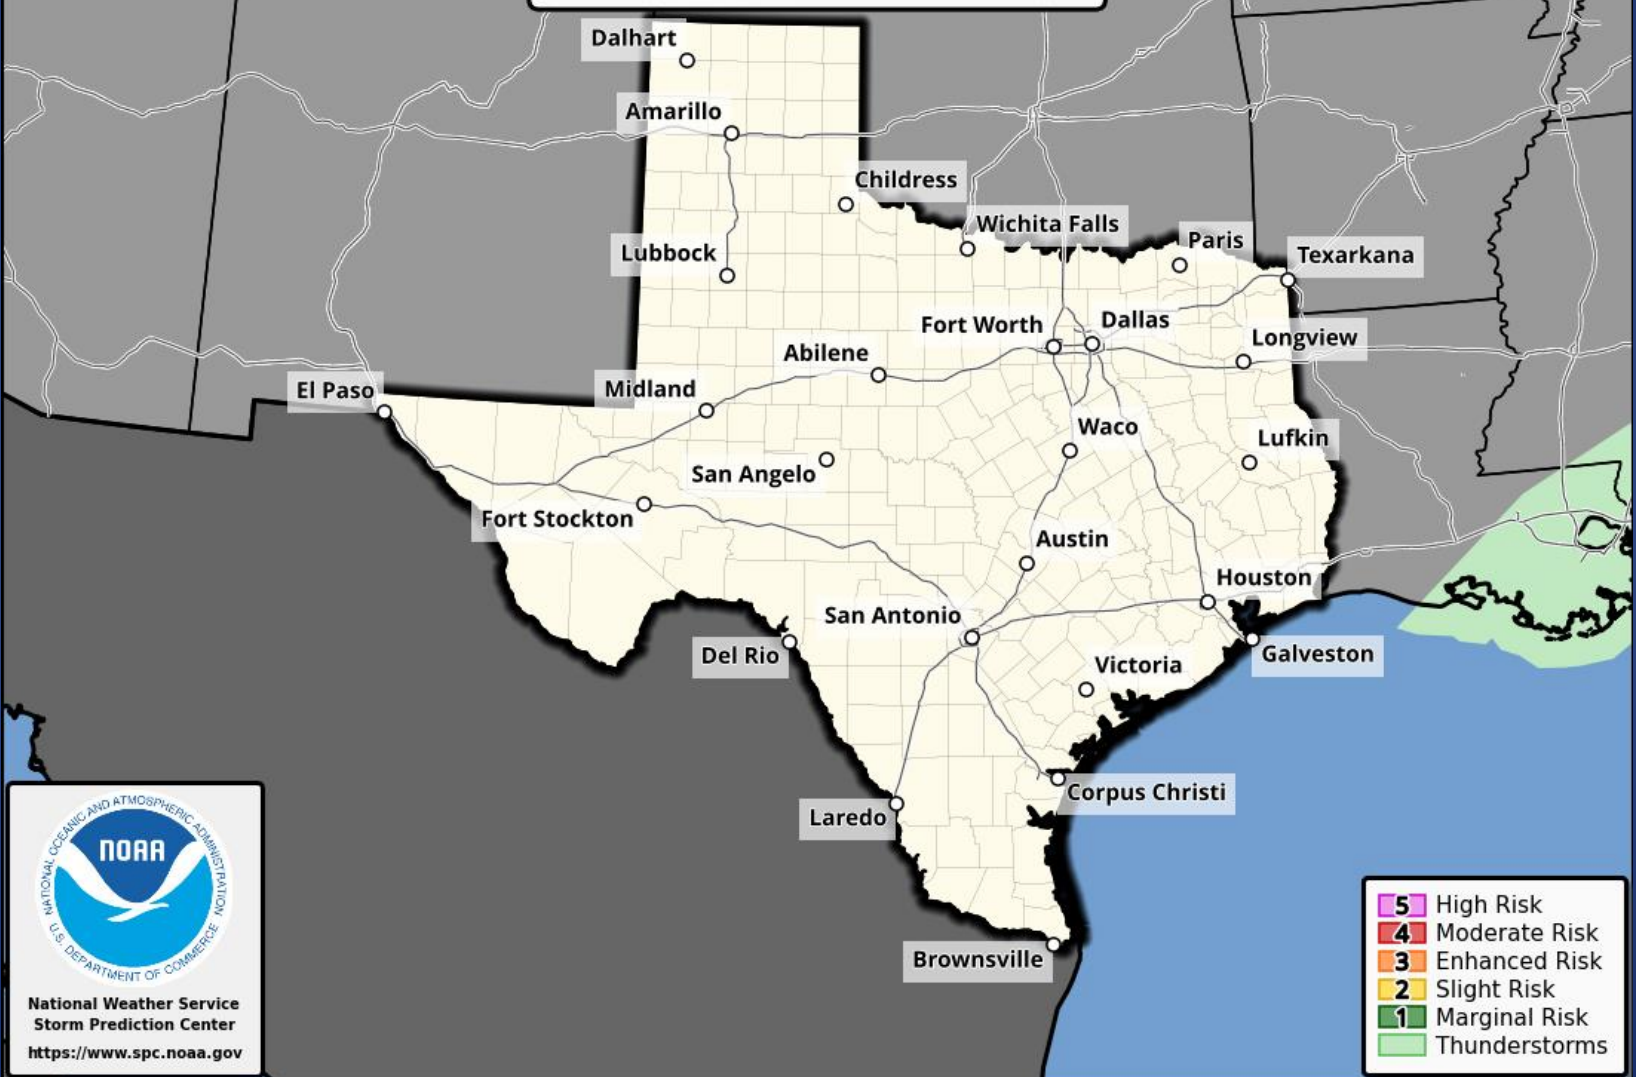 Dalhart
Amarillo
Childress
Wichita Falls
Paris
Texarkana
Lubbock
Fort Worth
Dallas
Longview
Abilene
El Paso
Midland
Waco
Lufkin
San Angelo
Fort Stockton
Austin
Houston
San Antonio
Del Rio
Victoria
Galveston
Corpus Christi
Laredo
Brownsville
NATIONAL OCEANIC AND ATMOSPHERIC ADMINISTRATION
NOAA
U.S. DEPARTMENT OF COMMERCE
National Weather Service
Storm Prediction Center
https://www.spc.noaa.gov
5 High Risk
4 Moderate Risk
3 Enhanced Risk
2 Slight Risk
1 Marginal Risk
Thunderstorms